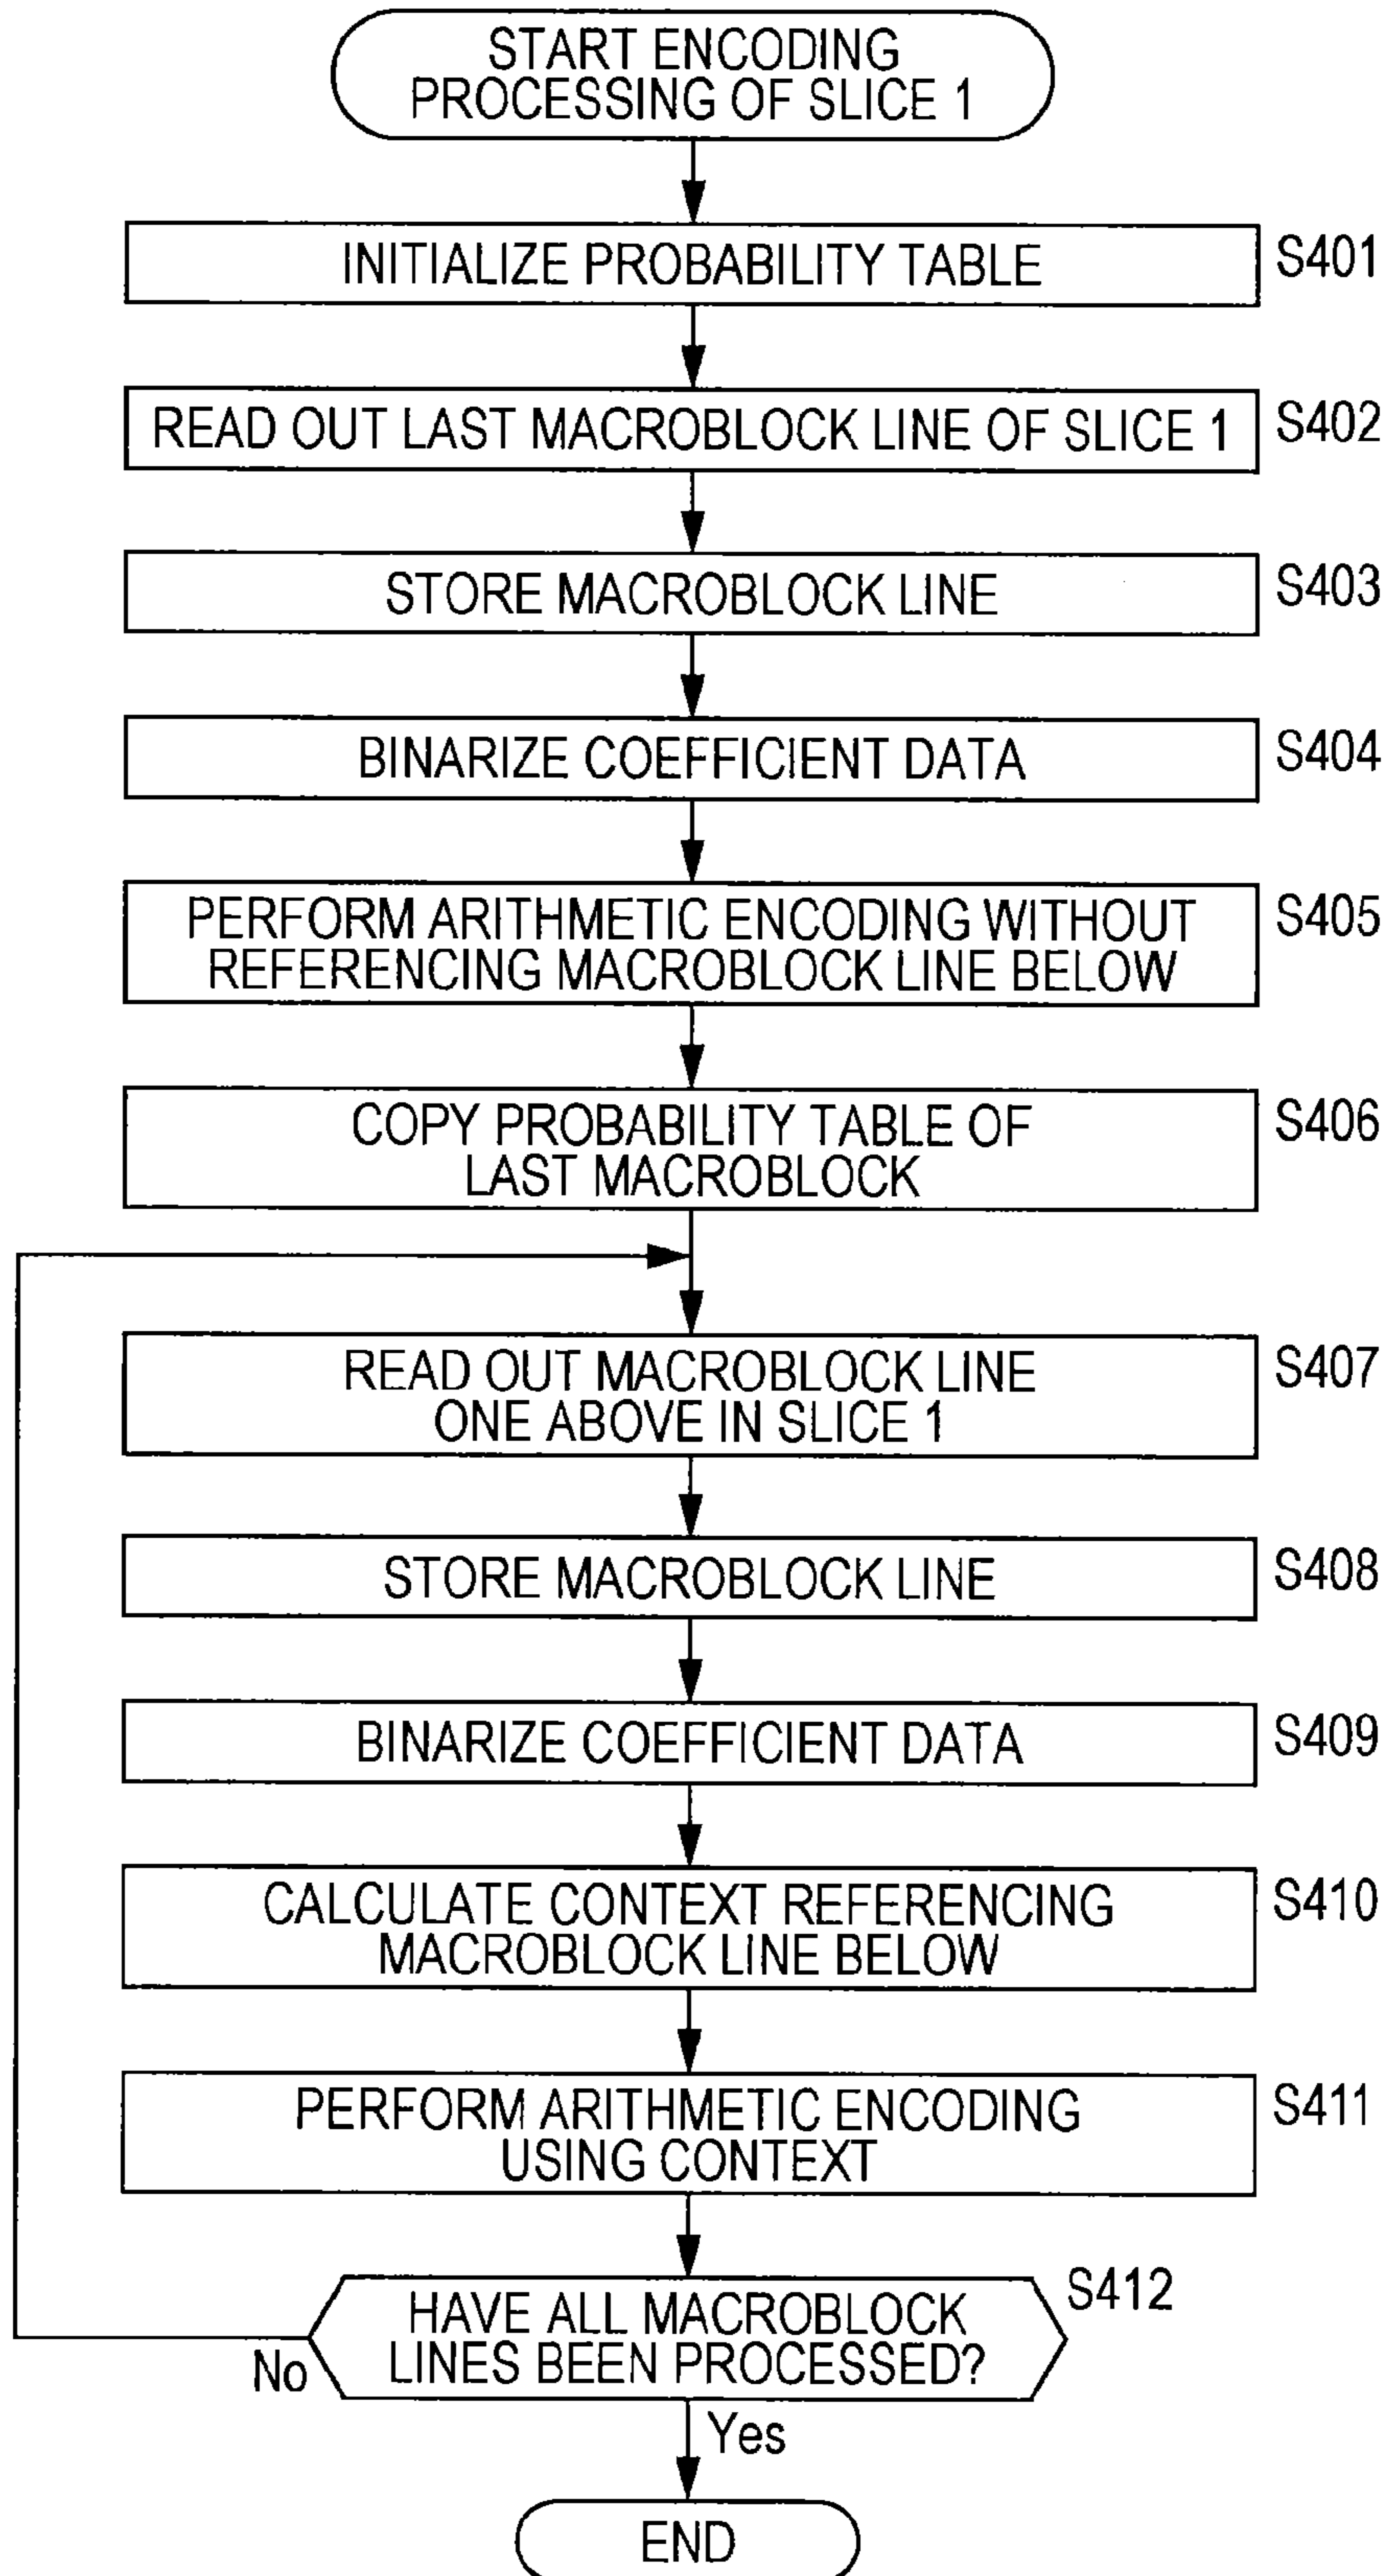 START ENCODING
PROCESSING OF SLICE 1
INITIALIZE PROBABILITY TABLE
S401
READ OUT LAST MACROBLOCK LINE OF SLICE 1
S402
STORE MACROBLOCK LINE
S403
BINARIZE COEFFICIENT DATA
S404
PERFORM ARITHMETIC ENCODING WITHOUT
REFERENCING MACROBLOCK LINE BELOW
S405
COPY PROBABILITY TABLE OF
LAST MACROBLOCK
S406
READ OUT MACROBLOCK LINE
ONE ABOVE IN SLICE 1
S407
STORE MACROBLOCK LINE
S408
BINARIZE COEFFICIENT DATA
S409
CALCULATE CONTEXT REFERENCING
MACROBLOCK LINE BELOW
S410
PERFORM ARITHMETIC ENCODING
USING CONTEXT
S411
HAVE ALL MACROBLOCK
LINES BEEN PROCESSED?
S412
No
Yes
END